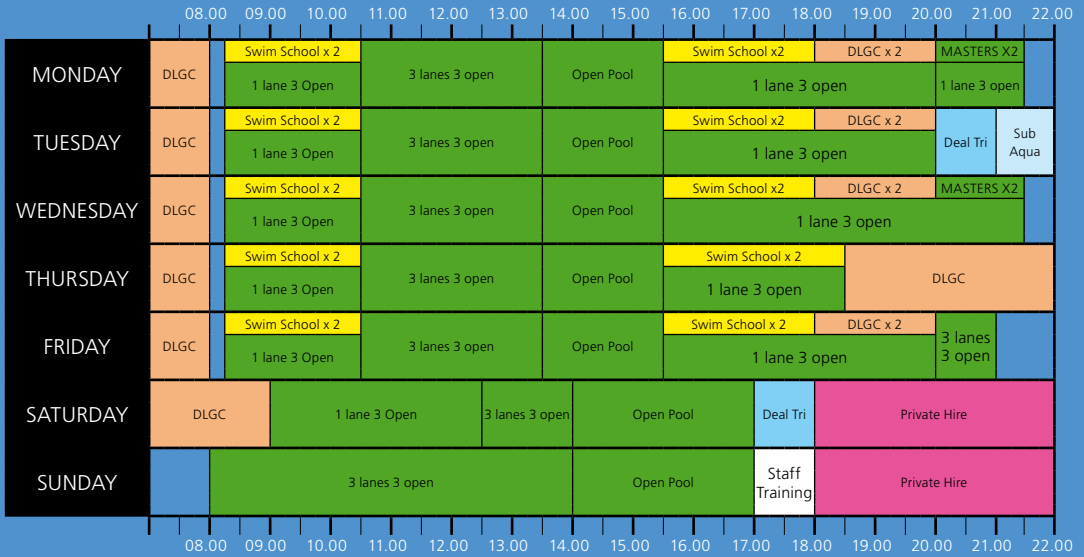 08.00 09.00 10.00 11.00 12.00 13.00 14.00 15.00 16.00 17.00 18.00 19.00 20.00 21.00 22.00
MONDAY
DLGC
Swim School x 2
1 lane 3 Open
3 lanes 3 open
Open Pool
Swim School x2
DLGC x 2
1 lane 3 open
MASTERS X2
1 lane 3 open
TUESDAY
DLGC
Swim School x 2
1 lane 3 Open
3 lanes 3 open
Open Pool
Swim School x2
DLGC x 2
1 lane 3 open
Deal Tri
Sub
Aqua
WEDNESDAY
DLGC
Swim School x 2
1 lane 3 Open
3 lanes 3 open
Open Pool
Swim School x2
DLGC x 2
MASTERS X2
1 lane 3 open
THURSDAY
DLGC
Swim School x 2
1 lane 3 Open
3 lanes 3 open
Open Pool
Swim School x 2
1 lane 3 open
DLGC
FRIDAY
DLGC
Swim School x 2
1 lane 3 Open
3 lanes 3 open
Open Pool
Swim School x 2
DLGC x 2
1 lane 3 open
3 lanes
3 open
SATURDAY
DLGC
1 lane 3 Open
3 lanes 3 open
Open Pool
Deal Tri
Private Hire
SUNDAY
3 lanes 3 open
Open Pool
Staff
Training
Private Hire
08.00 09.00 10.00 11.00 12.00 13.00 14.00 15.00 16.00 17.00 18.00 19.00 20.00 21.00 22.00